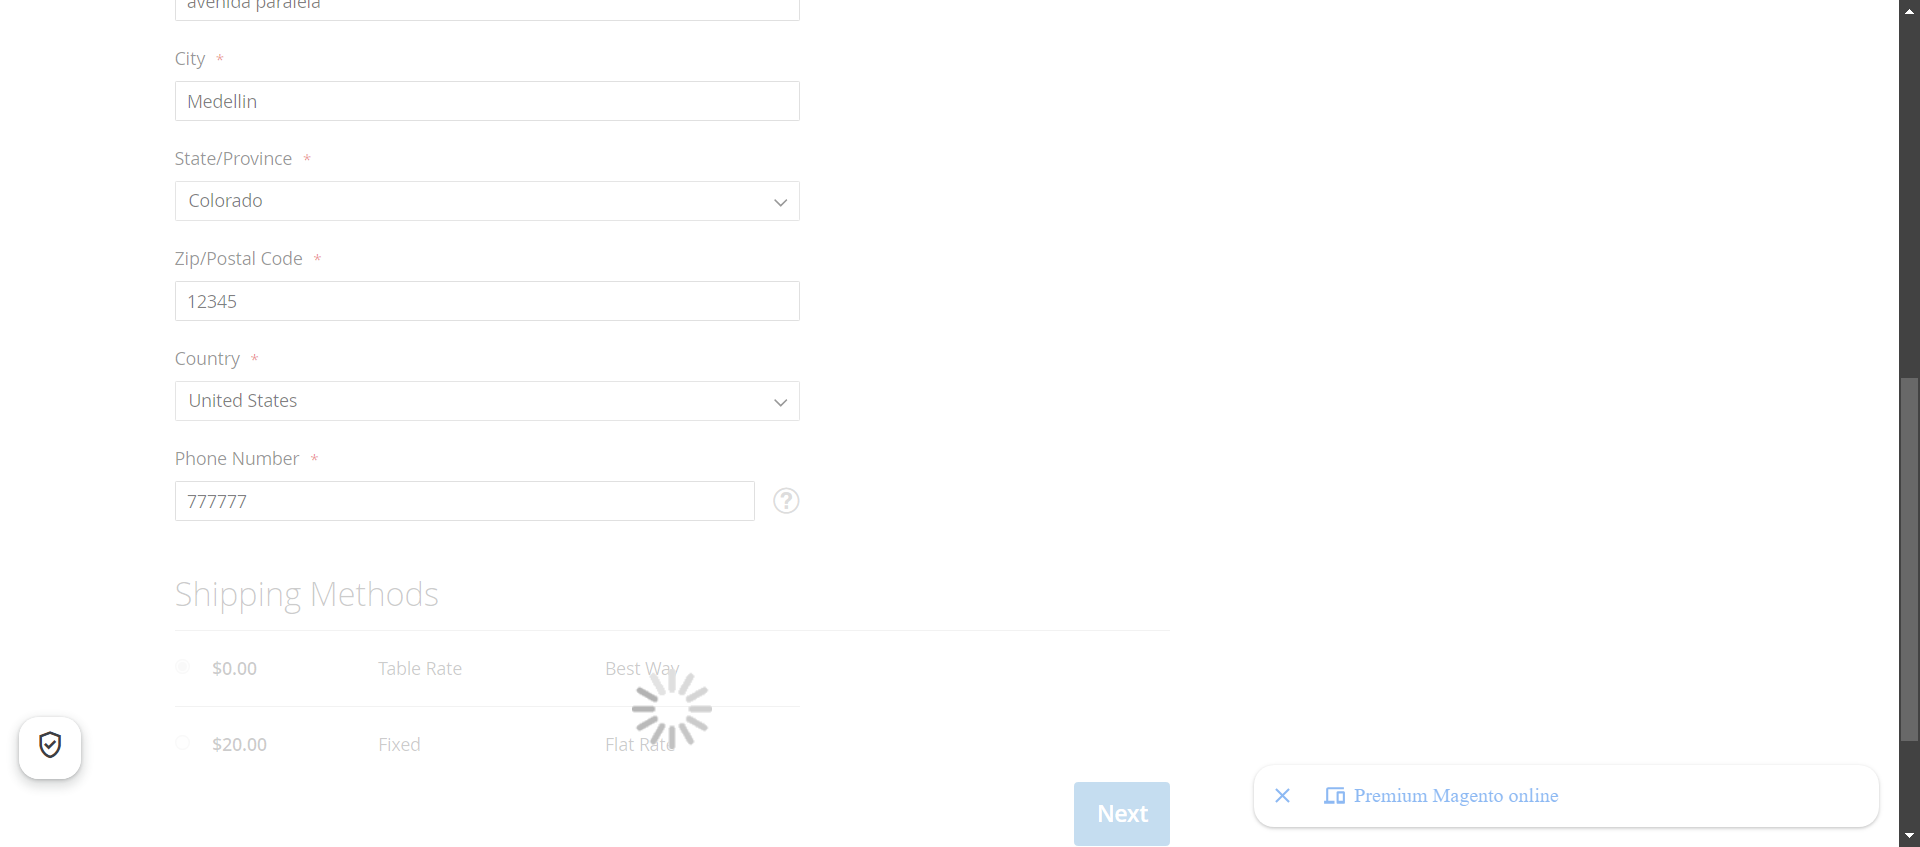 avenida paralela
City *
Medellin
State/Province *
Colorado
Zip/Postal Code *
12345
Country *
United States
Phone Number *
777777
?
Shipping Methods
$0.00 Table Rate Best Way
$20.00 Fixed Flat Rate
Next
Premium Magento online